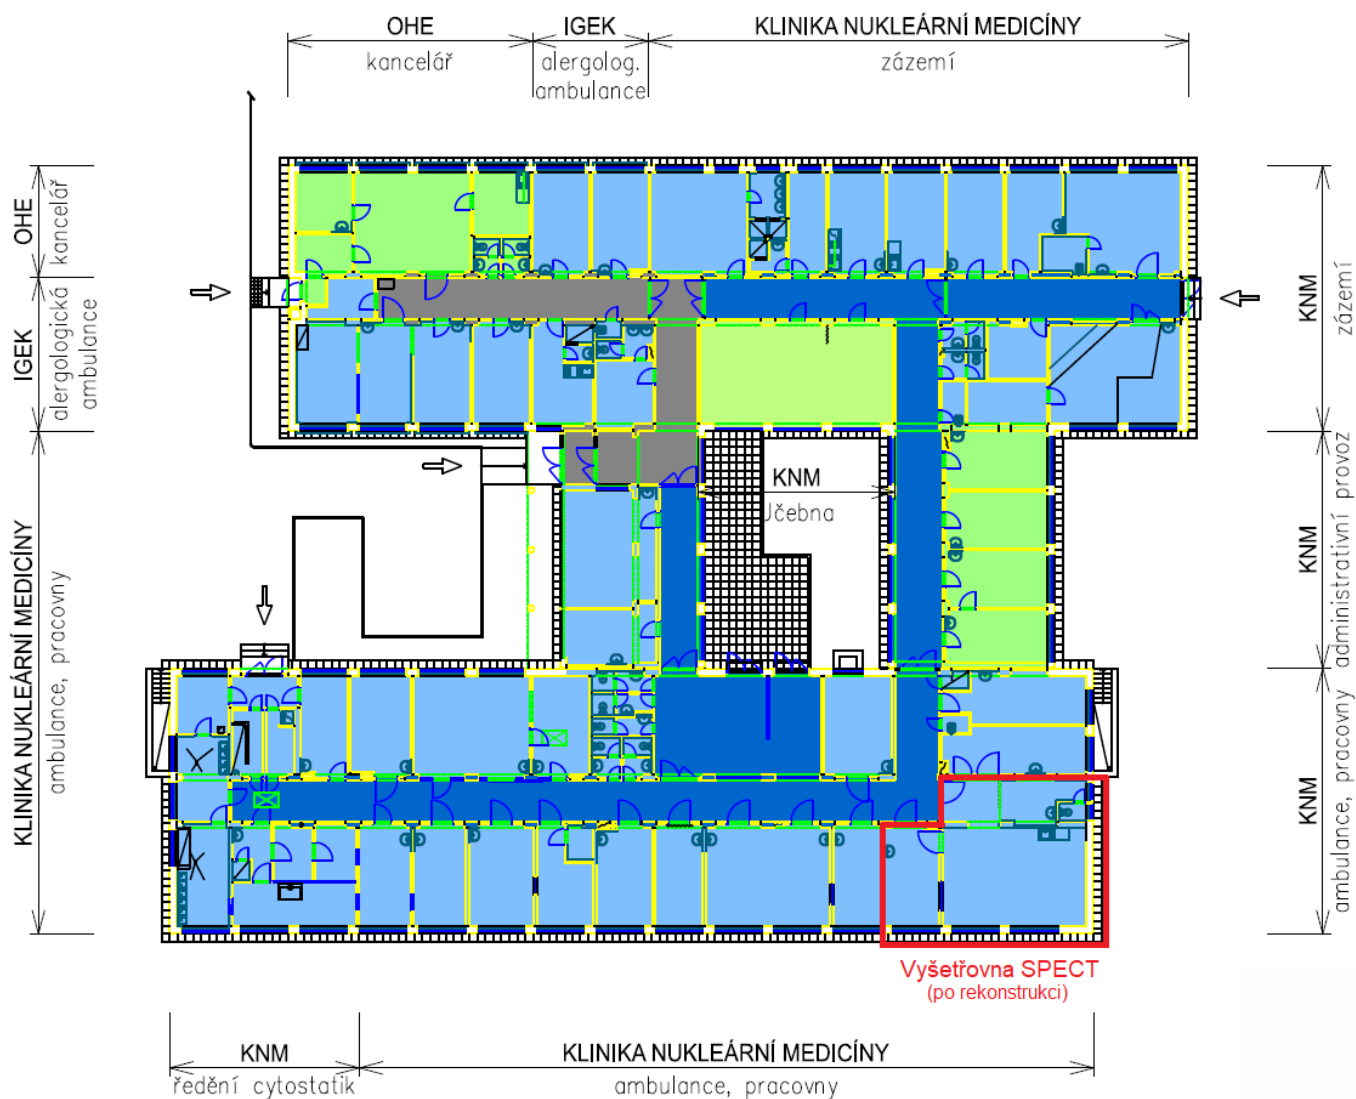 OHE
kancelář
IGEK
alergolog.
ambulance
KLINIKA NUKLEÁRNÍ MEDICÍNY
zázemí
OHE
kancelář
IGEK
alergologická
ambulance
KLINIKA NUKLEÁRNÍ MEDICÍNY
ambulance, pracovny
KNM
zázemí
KNM
administrativní provoz
KNM
ambulance, pracovny
KNM
Učebna
Vyšetřovna SPECT
(po rekonstrukci)
KNM
ředění cytostatik
KLINIKA NUKLEÁRNÍ MEDICÍNY
ambulance, pracovny